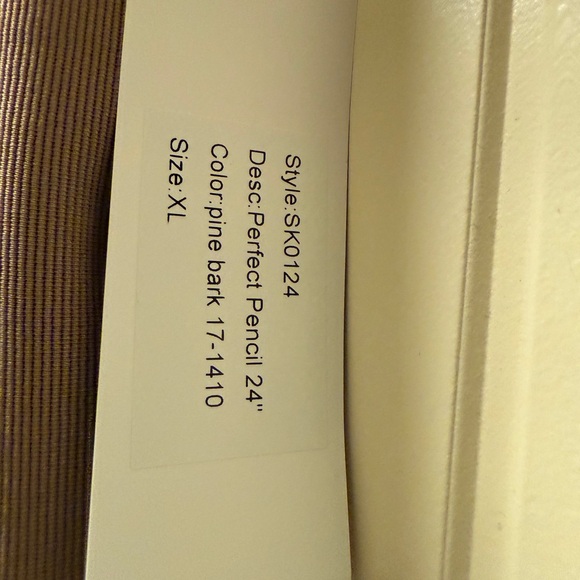 Style:SK0124
Desc:Perfect Pencil 24"
Color:pine bark 17-1410
Size:XL